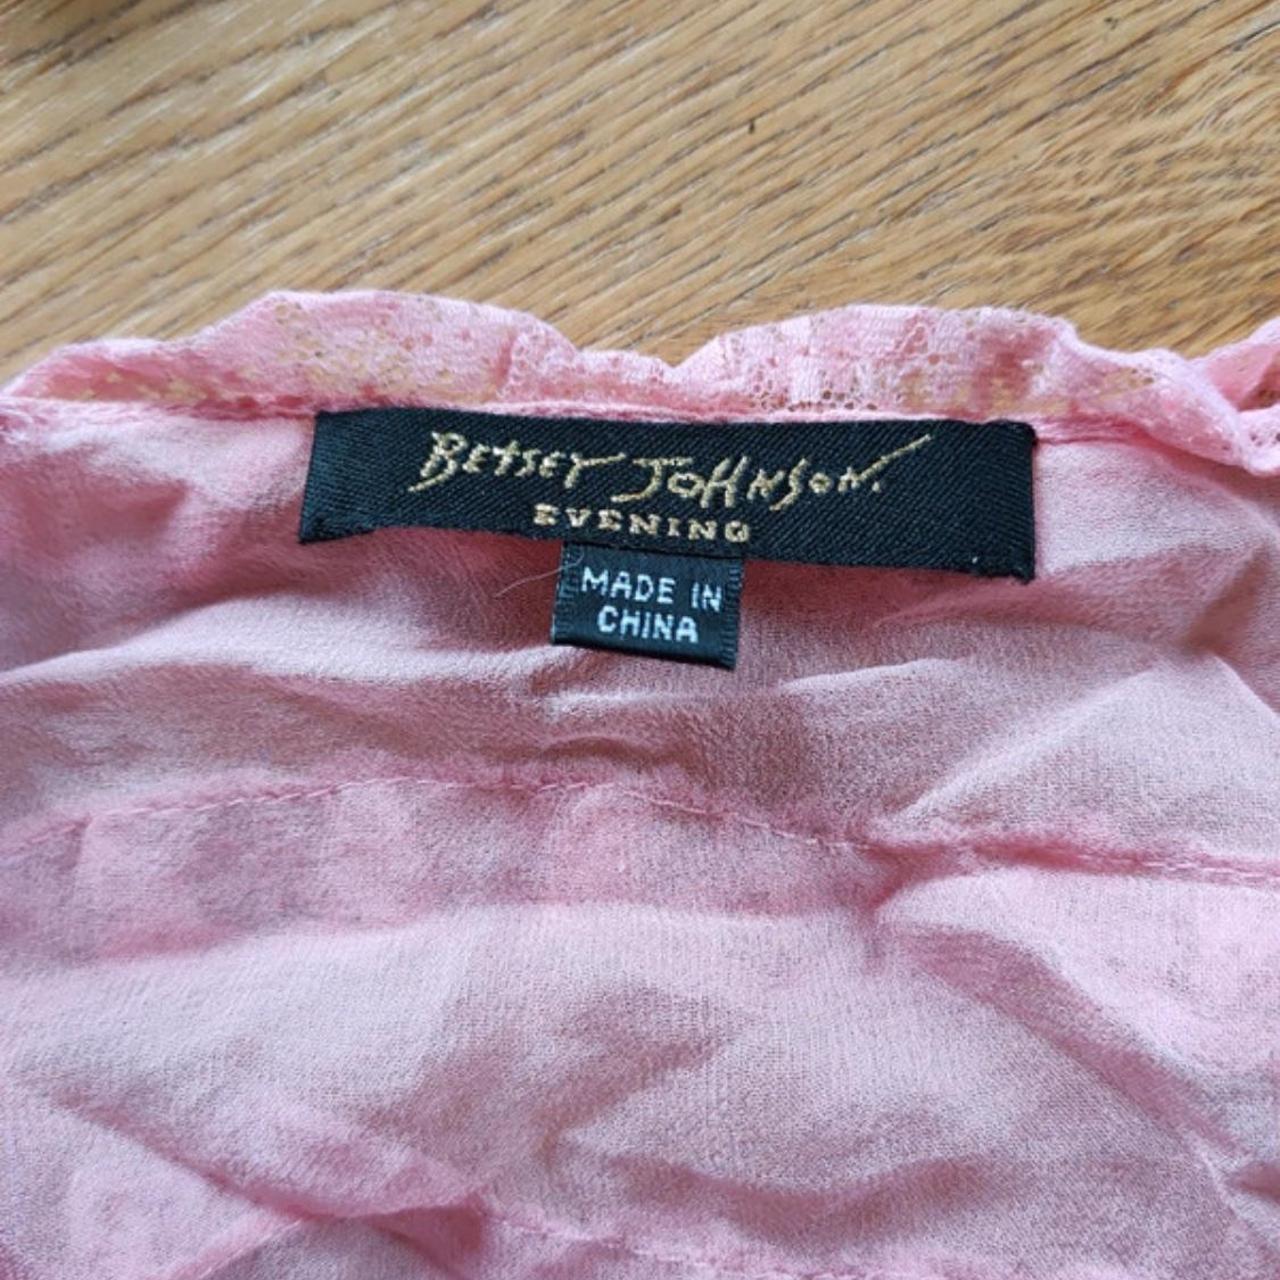 BETSEY JOHNSON.
EVENING
MADE IN
CHINA